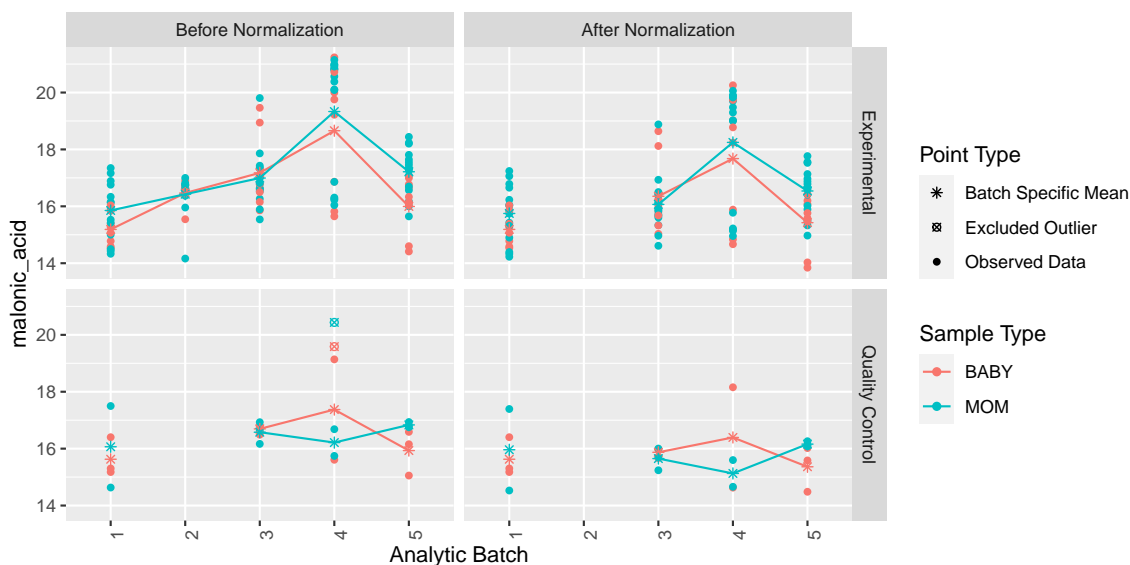 Before Normalization
After Normalization
malonic_acid
20
18
16
14
Experimental
20
18
16
14
Quality Control
1
2
3
4
5
1
2
3
4
5
Analytic Batch
Point Type
Batch Specific Mean
Excluded Outlier
Observed Data
Sample Type
BABY
MOM